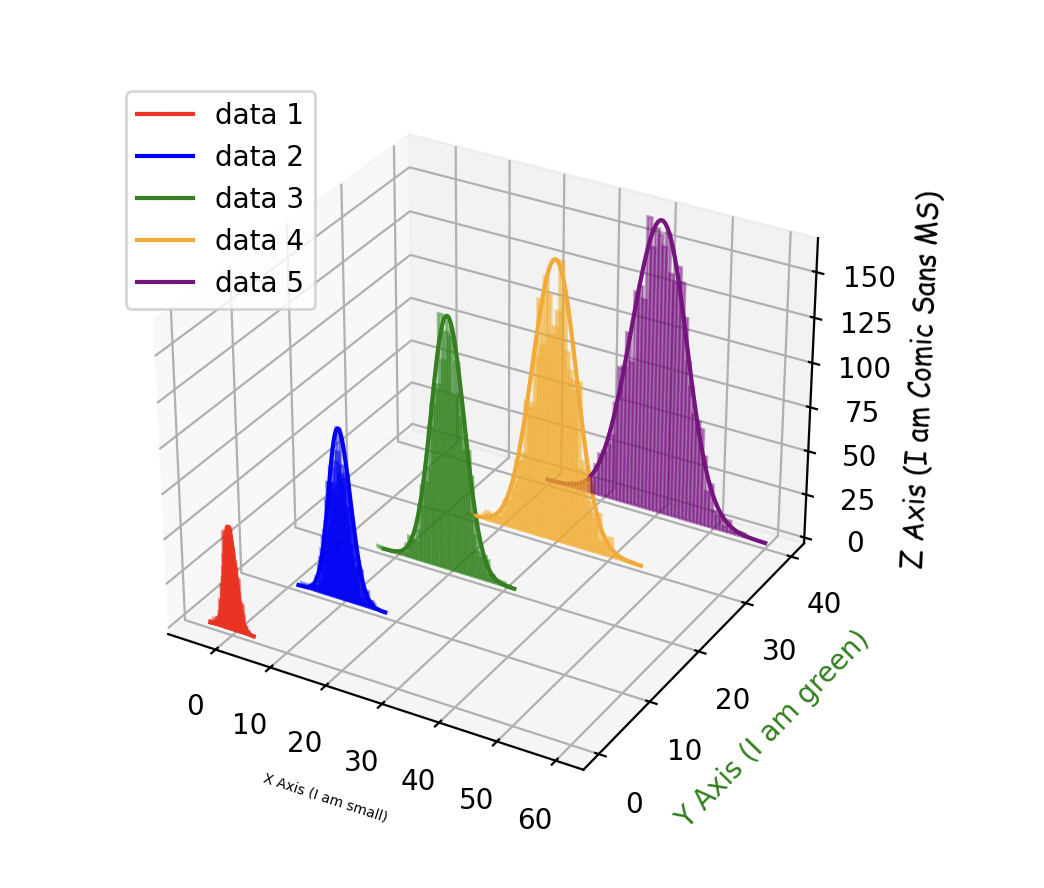 data 1
data 2
data 3
data 4
data 5
0
10
20
30
40
50
60
X Axis (I am small)
0
10
20
30
40
Y Axis (I am green)
0
25
50
75
100
125
150
Z Axis (I am Comic Sans MS)